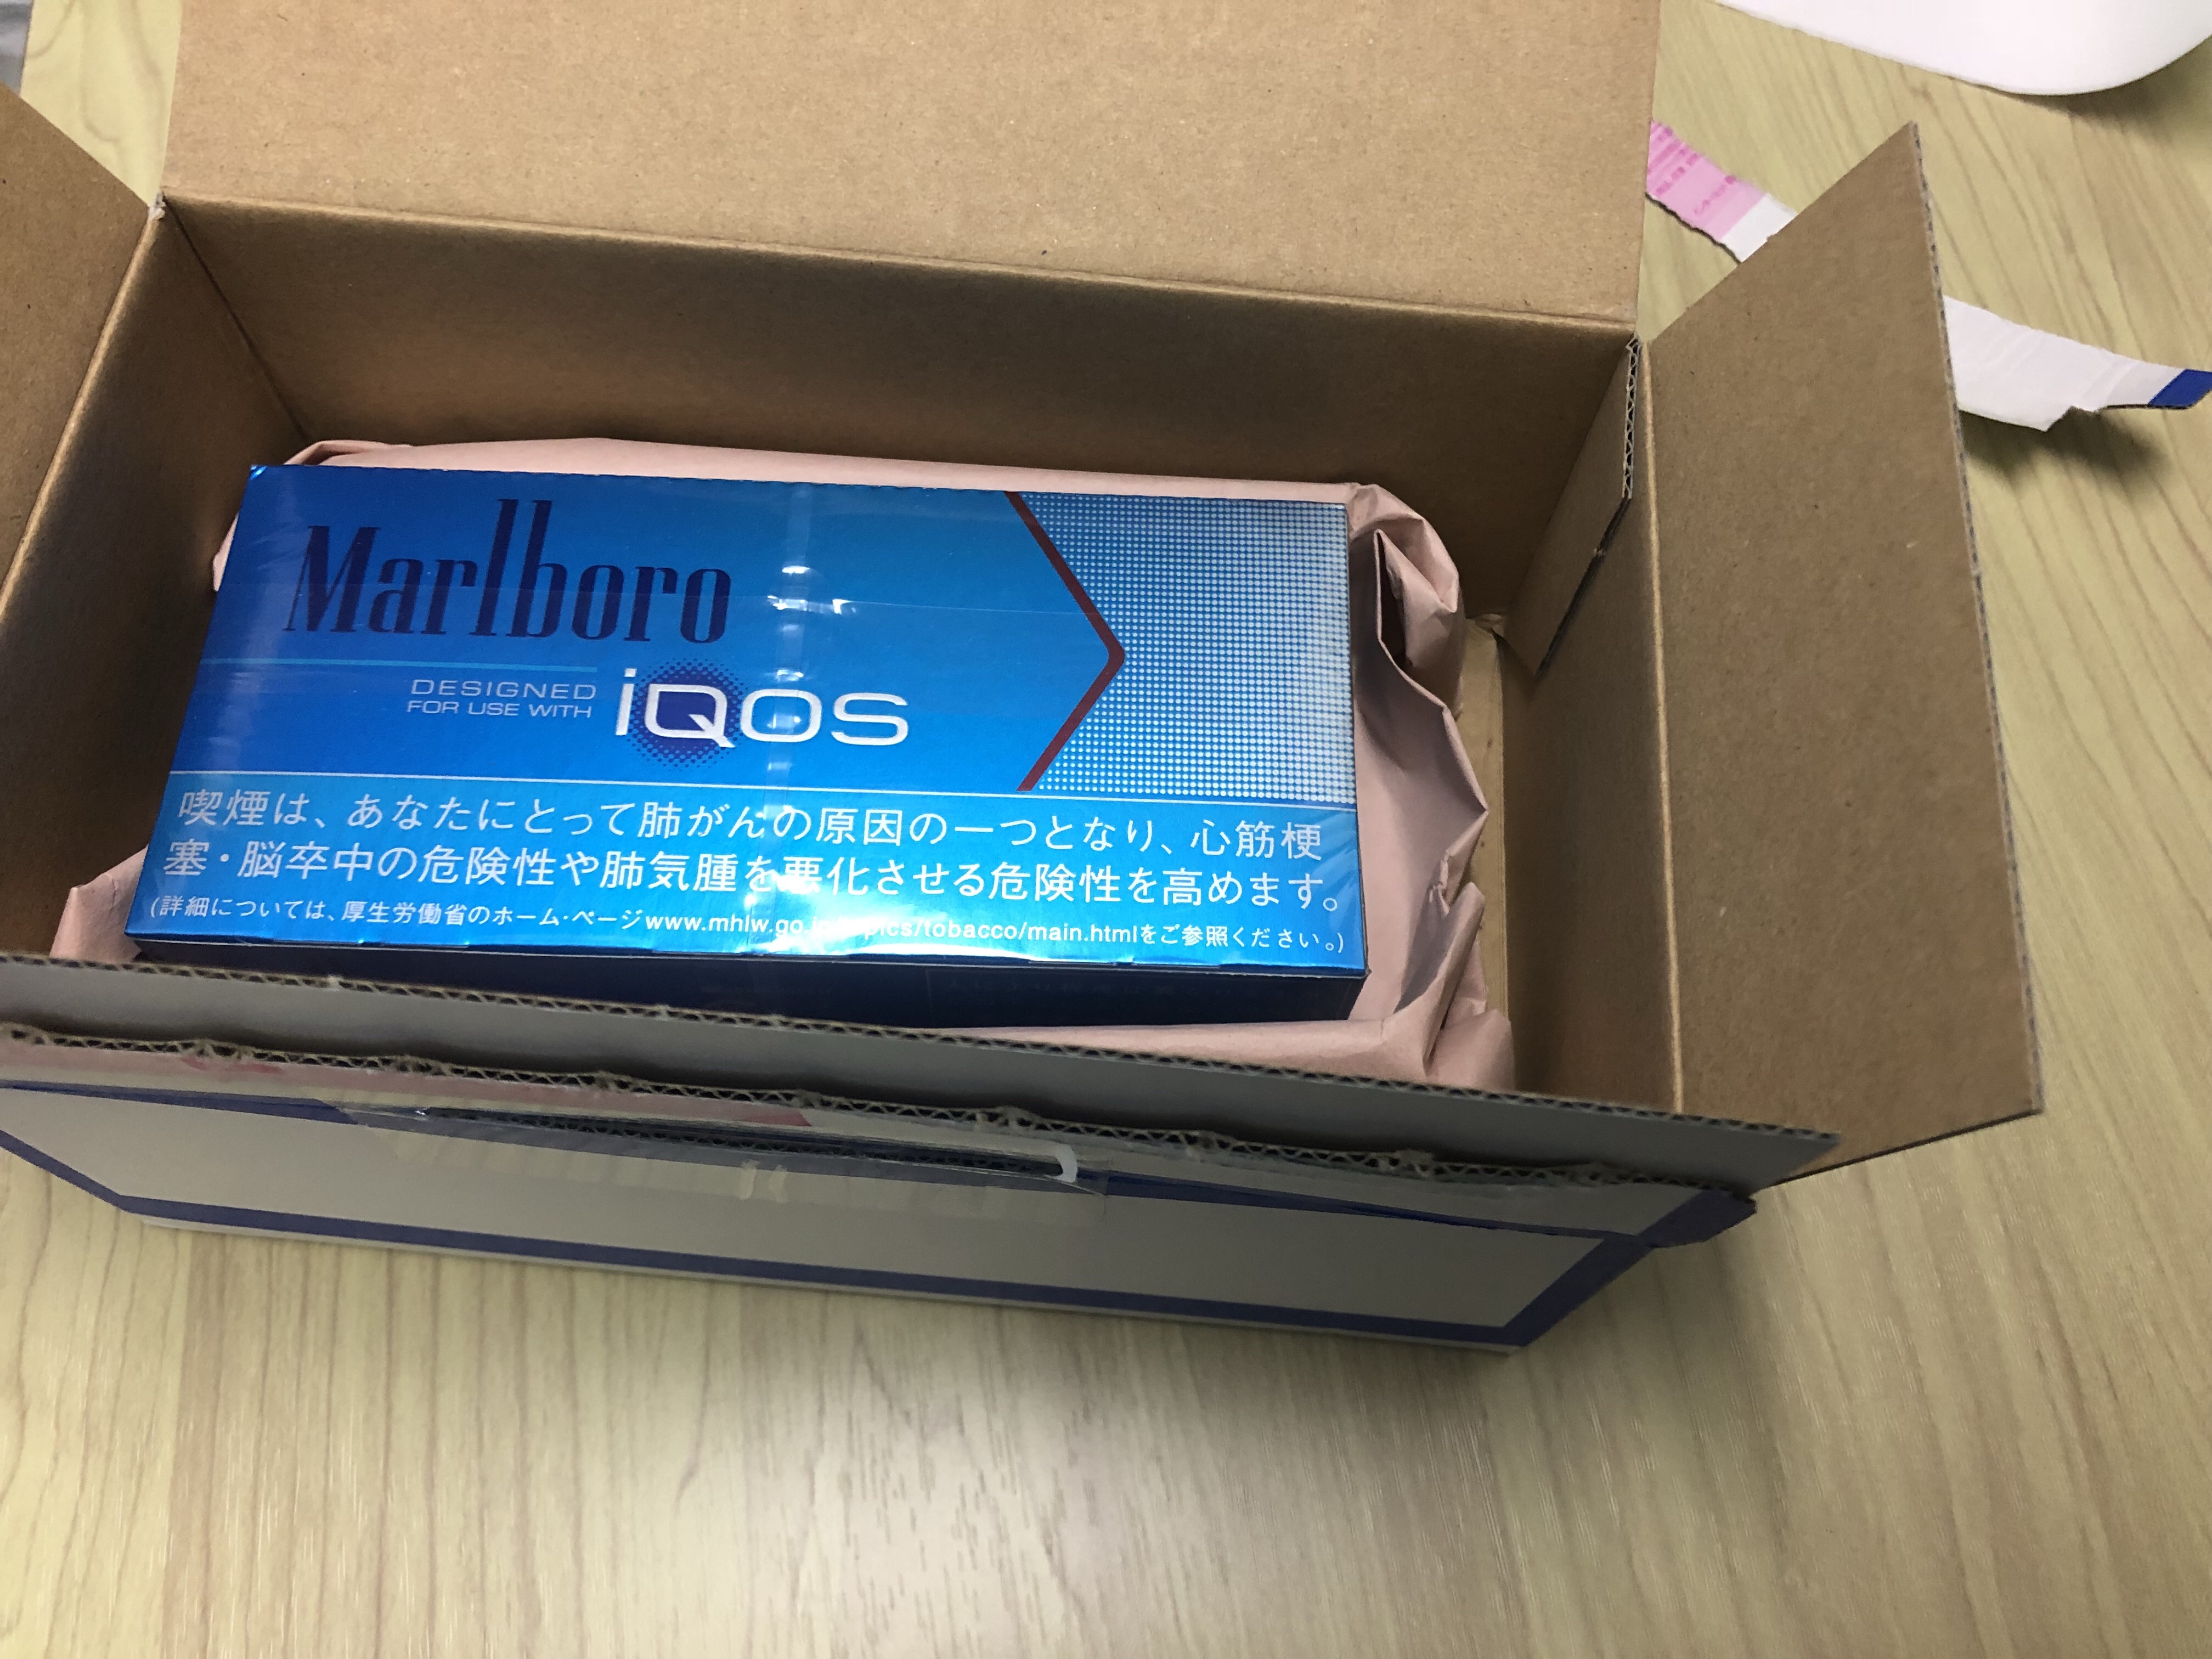 Marlboro
DESIGNED
FOR USE WITH
iQOS
喫煙は、あなたにとって肺がんの原因の一つとなり、心筋梗
塞・脳卒中の危険性や肺気腫を悪化させる危険性を高めます。
(詳細については、厚生労働省のホーム・ページwww.mhlw.go.jp/topics/tobacco/main.htmlをご参照ください。)